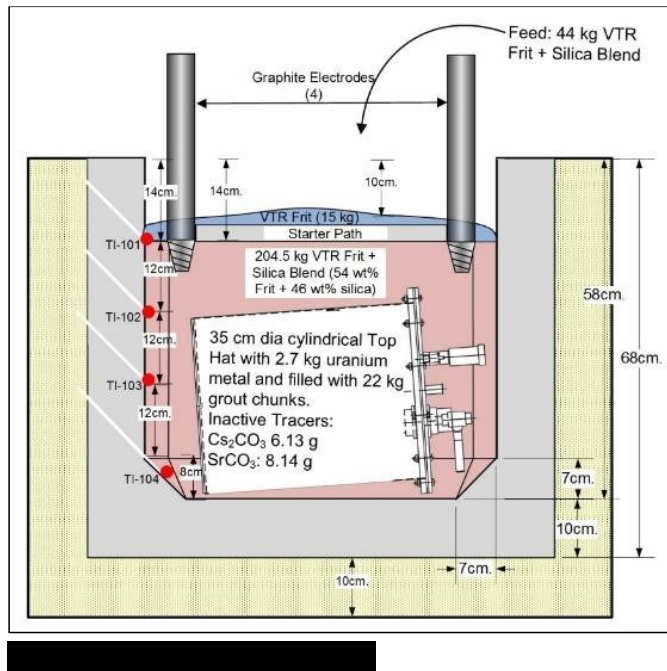 Feed: 44 kg VTR
Frit + Silica Blend
Graphite Electrodes
(4)
14cm.
14cm.
10cm.
VTR Frit (15 kg)
Starter Path
TI-101
204.5 kg VTR Frit +
Silica Blend (54 wt%
Frit + 46 wt% silica)
12cm.
58cm.
TI-102
35 cm dia cylindrical Top
Hat with 2.7 kg uranium
metal and filled with 22 kg
grout chunks.
Inactive Tracers:
Cs₂CO₃ 6.13 g
SrCO₃: 8.14 g
12cm.
68cm.
TI-103
12cm.
TI-104
8cm
7cm.
10cm.
7cm.
10cm.